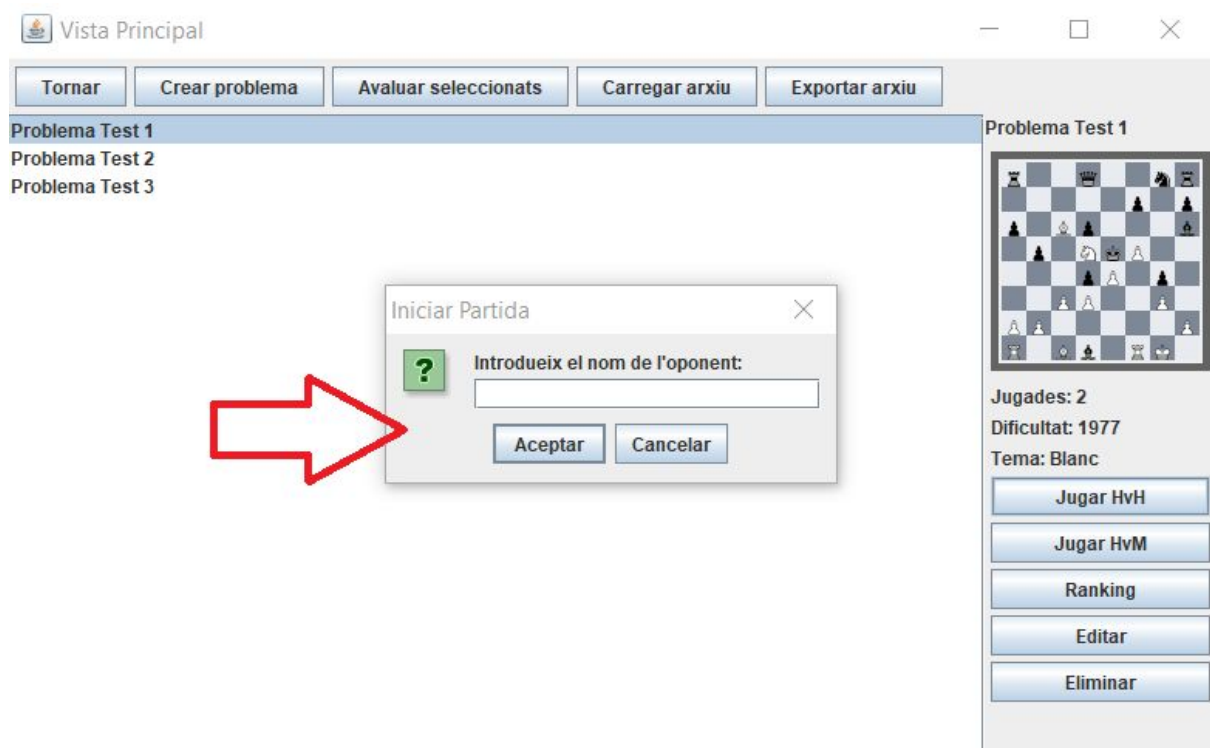 Vista Principal
Tornar Crear problema Avaluar seleccionats Carregar arxiu Exportar arxiu
Problema Test 1
Problema Test 2
Problema Test 3
Iniciar Partida
?
Introdueix el nom de l'oponent:
Aceptar Cancelar
Problema Test 1
Jugades: 2
Dificultat: 1977
Tema: Blanc
Jugar HvH
Jugar HvM
Ranking
Editar
Eliminar